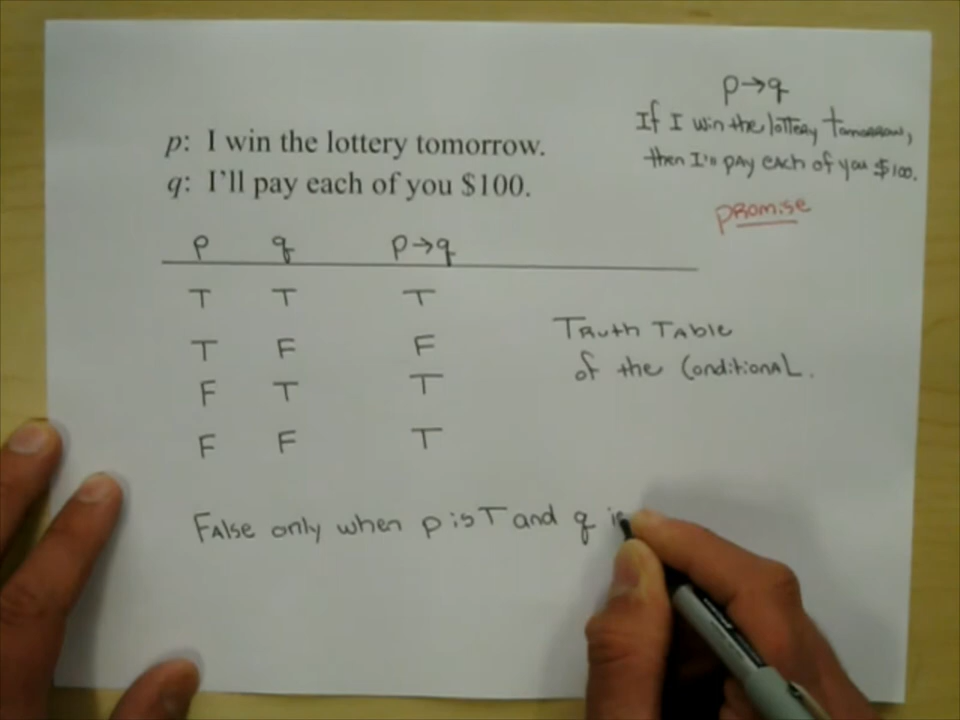 p→q
If I win the lottery tomorrow,
then I'll pay each of you $100.
promise
p: I win the lottery tomorrow.
q: I'll pay each of you $100.
p q p→q
T T T
T F F
F T T
F F T
Truth Table
of the Conditional.
False only when p is T and q is